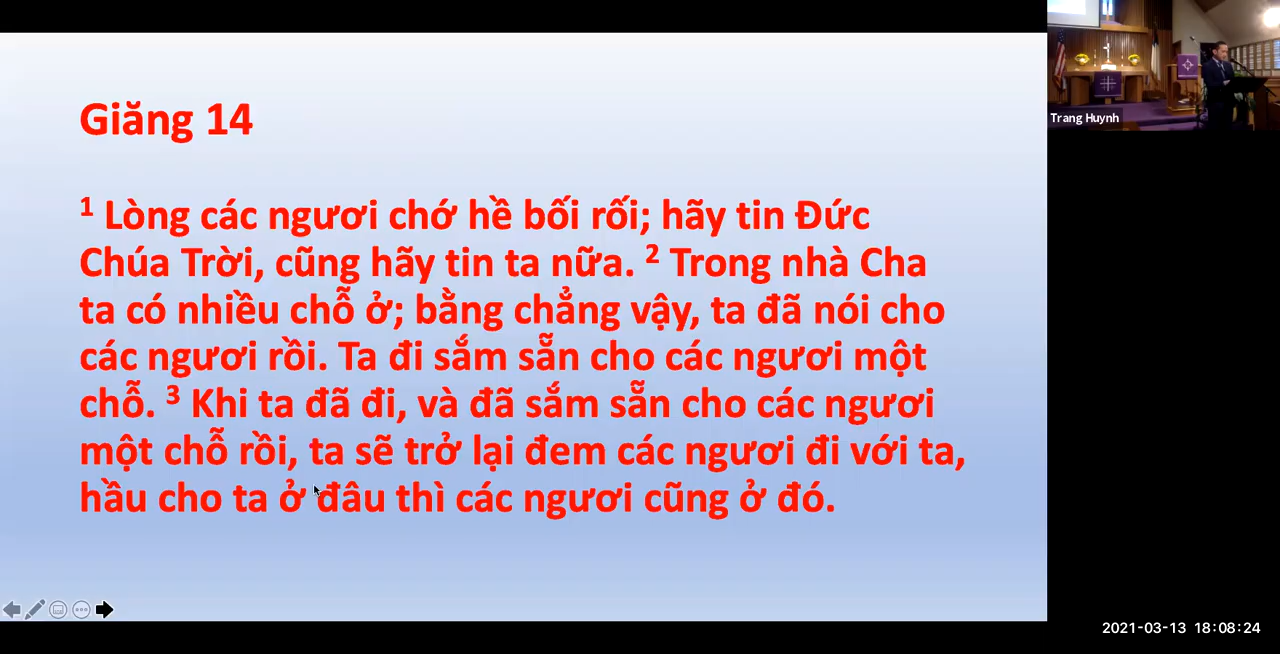 Giăng 14
¹ Lòng các ngươi chớ hề bối rối; hãy tin Đức
Chúa Trời, cũng hãy tin ta nữa. ² Trong nhà Cha
ta có nhiều chỗ ở; bằng chẳng vậy, ta đã nói cho
các ngươi rồi. Ta đi sắm sẵn cho các ngươi một
chỗ. ³ Khi ta đã đi, và đã sắm sẵn cho các ngươi
một chỗ rồi, ta sẽ trở lại đem các ngươi đi với ta,
hầu cho ta ở đâu thì các ngươi cũng ở đó.
Trang Huynh
2021-03-13 18:08:24